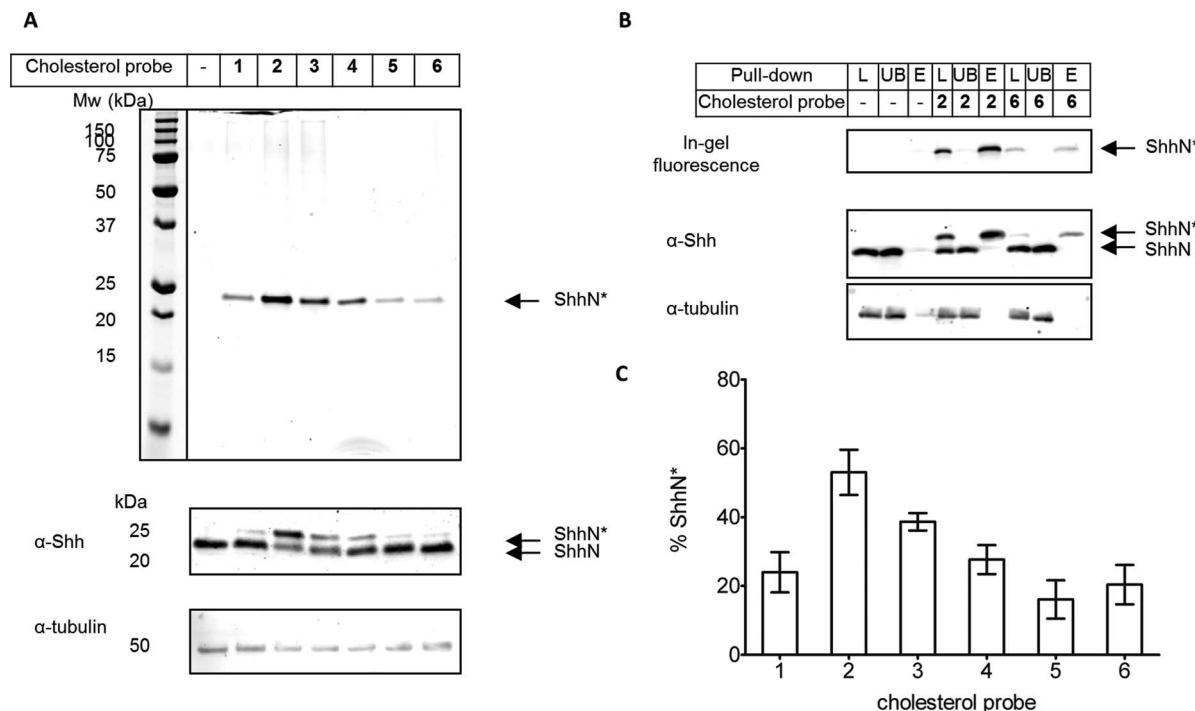 A
Cholesterol probe - 1 2 3 4 5 6
Mw (kDa)
150
100
75
50
37
25
20
15
ShhN*
kDa
α-Shh
25
20
ShhN*
ShhN
α-tubulin
50
B
Pull-down L UB E L UB E L UB E
Cholesterol probe - - - 2 2 2 6 6 6
In-gel
fluorescence
ShhN*
α-Shh
ShhN*
ShhN
α-tubulin
C
% ShhN*
80
60
40
20
0
1 2 3 4 5 6
cholesterol probe